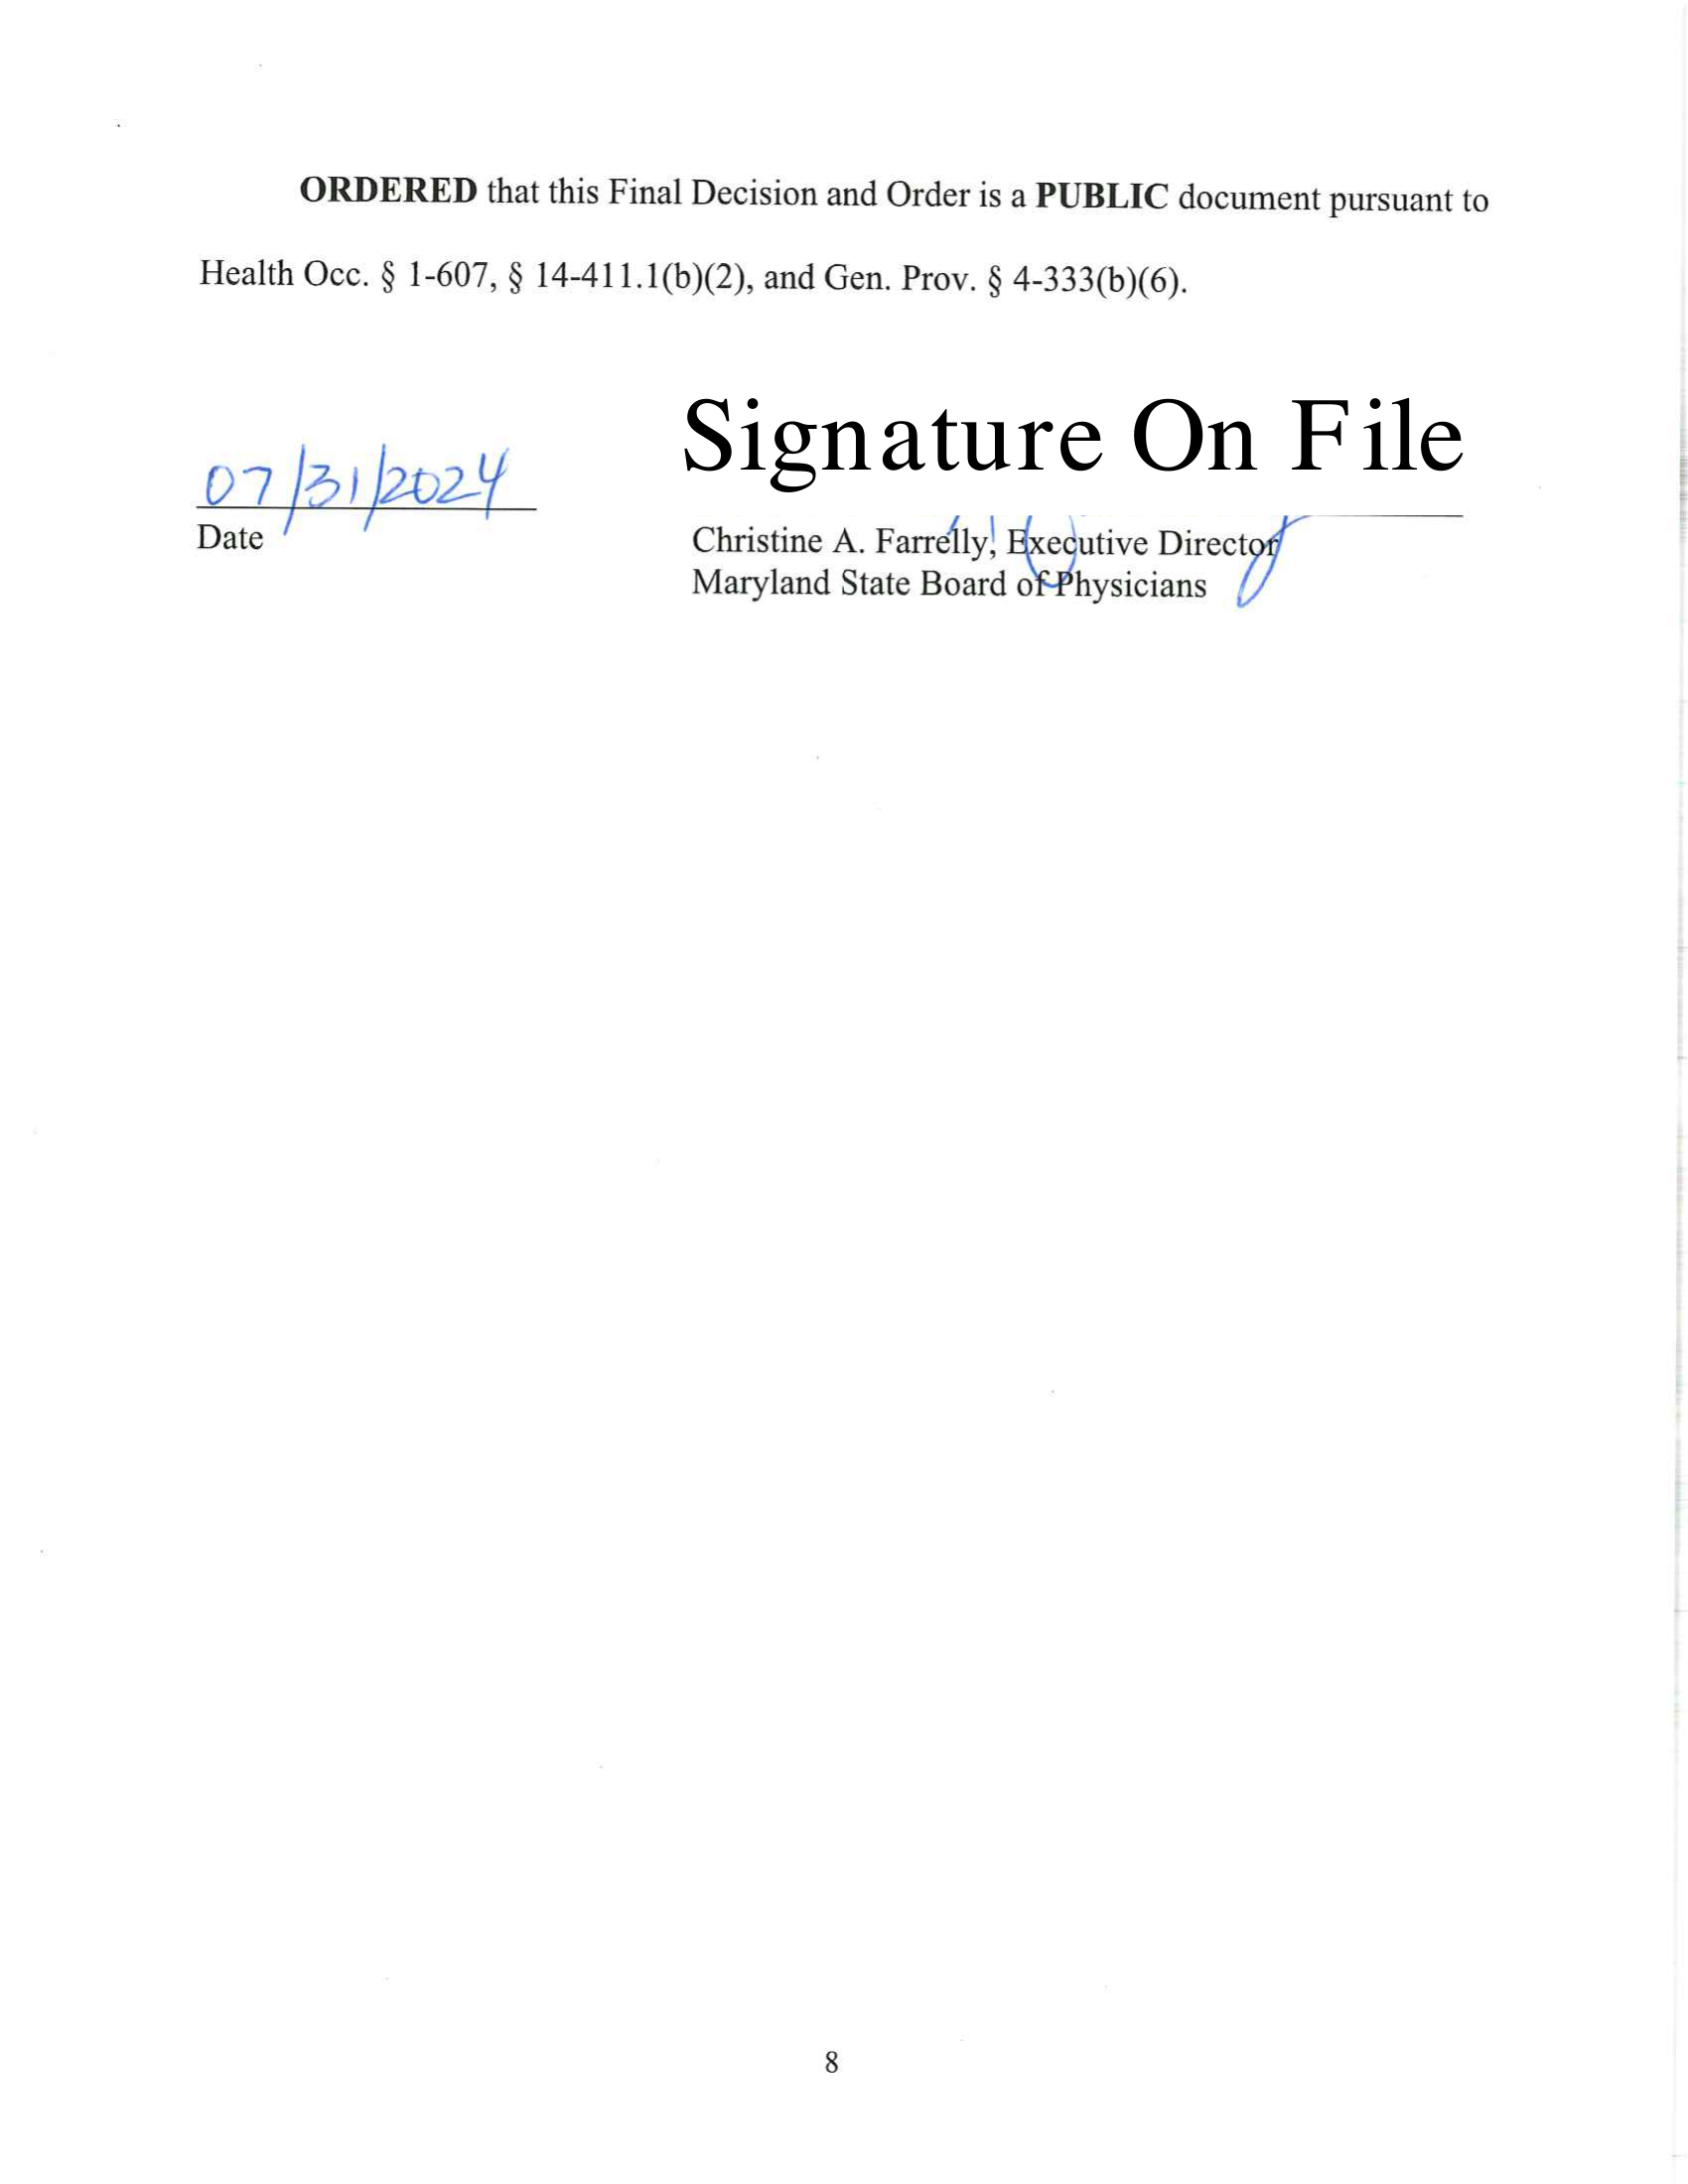 ORDERED that this Final Decision and Order is a PUBLIC document pursuant to
Health Occ. § 1-607, § 14-411.1(b)(2), and Gen. Prov. § 4-333(b)(6).
Signature On File
07/31/2024
Date
Christine A. Farrelly, Executive Director
Maryland State Board of Physicians
8